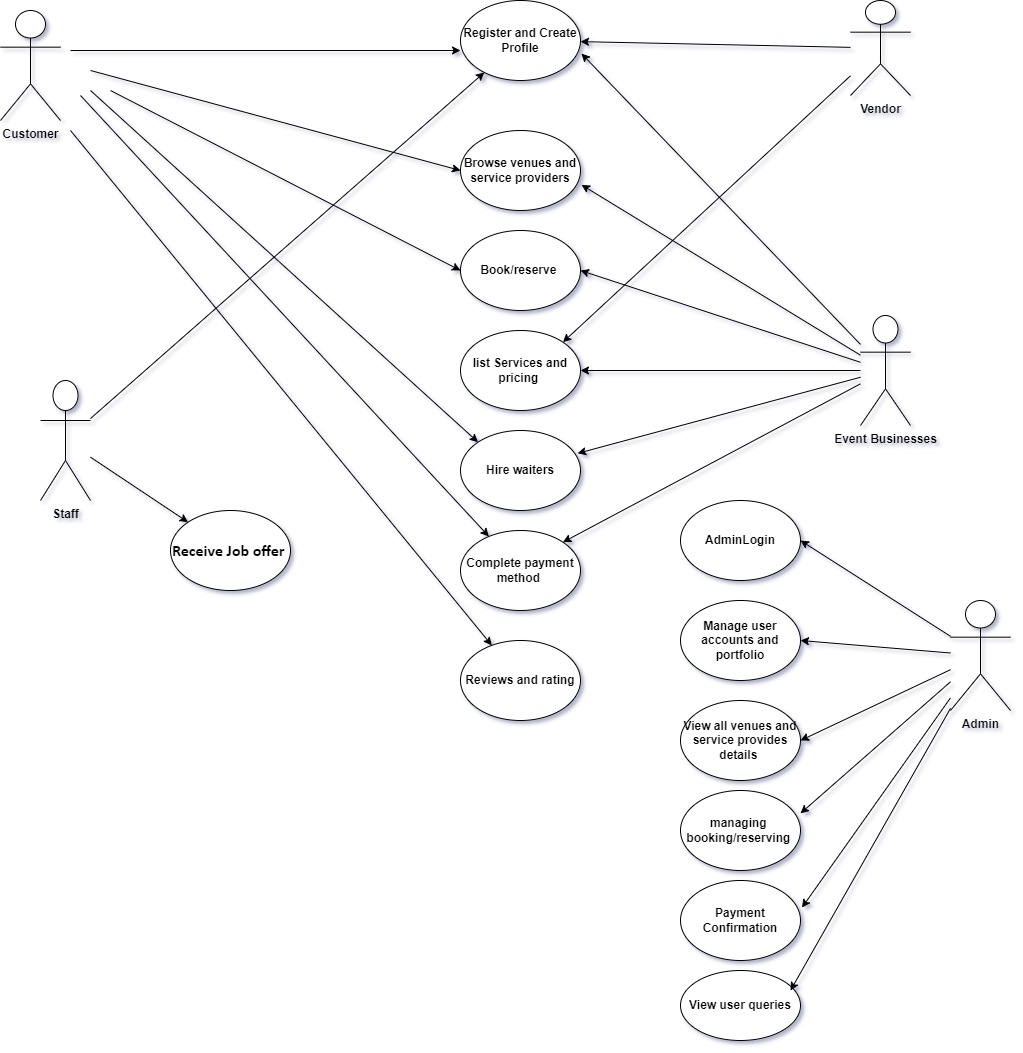 Customer
Register and Create
Profile
Vendor
Browse venues and
service providers
Book/reserve
list Services and
pricing
Event Businesses
Hire waiters
Staff
Receive Job offer
Complete payment
method
AdminLogin
Manage user
accounts and
portfolio
Reviews and rating
Admin
View all venues and
service provides
details
managing
booking/reserving
Payment
Confirmation
View user queries